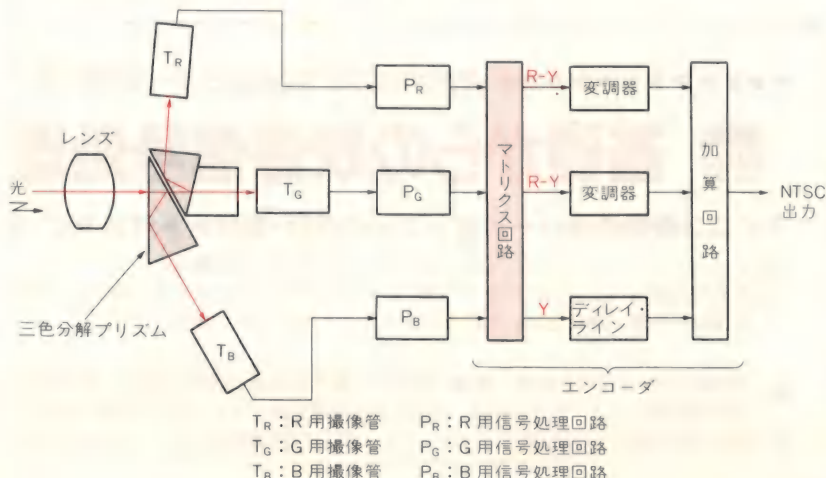 T_R
P_R
R-Y
変調器
レンズ
光
T_G
P_G
マトリクス回路
R-Y
変調器
加算回路
NTSC
出力
三色分解プリズム
T_B
P_B
Y
ディレイ・
ライン
エンコーダ
T_R：R用撮像管　P_R：R用信号処理回路
T_G：G用撮像管　P_G：G用信号処理回路
T_B：B用撮像管　P_B：B用信号処理回路